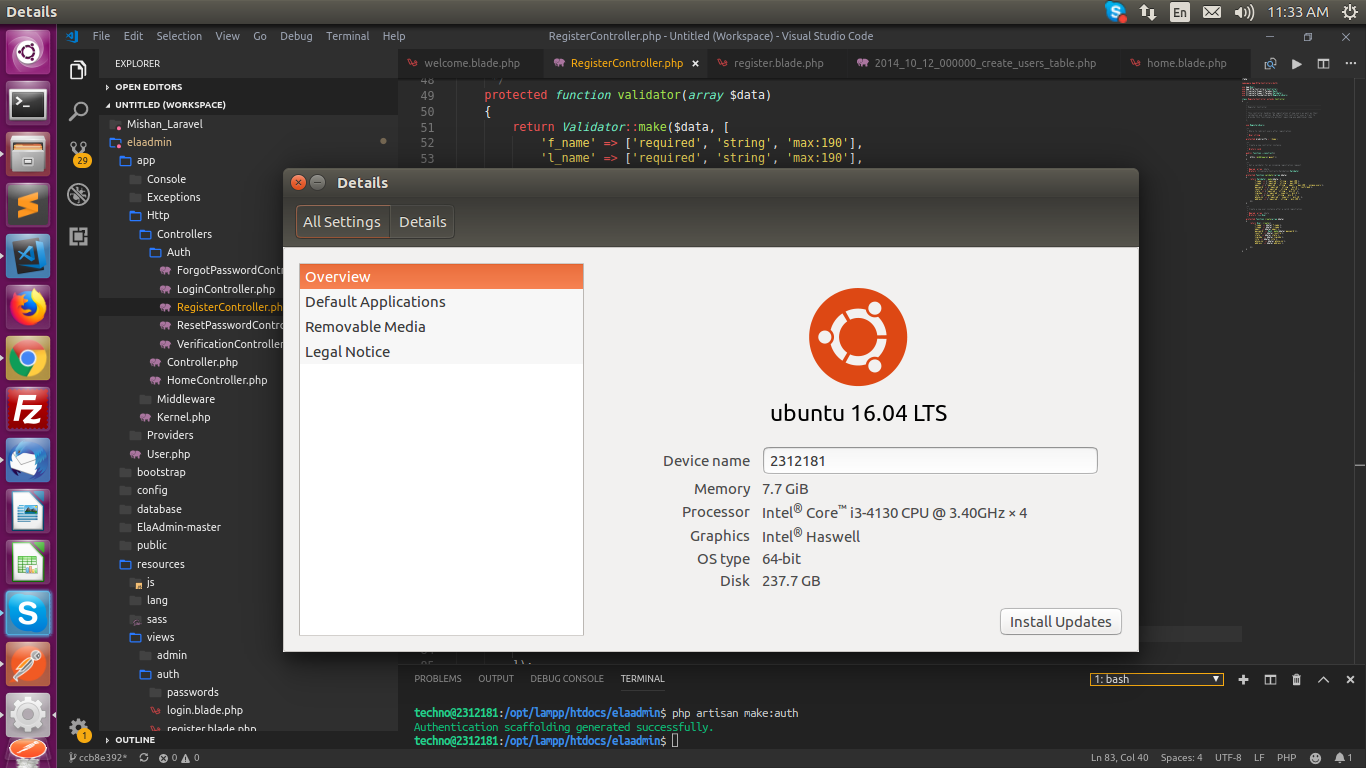 Details
En
11:33 AM
File Edit Selection View Go Debug Terminal Help
RegisterController.php - Untitled (Workspace) - Visual Studio Code
EXPLORER
OPEN EDITORS
UNTITLED (WORKSPACE)
Mishan_Laravel
elaadmin
app
Console
Exceptions
Http
Controllers
Auth
ForgotPasswordContr
LoginController.php
RegisterController.ph
ResetPasswordContro
VerificationController
Controller.php
HomeController.php
Middleware
Kernel.php
Providers
User.php
bootstrap
config
database
ElaAdmin-master
public
resources
js
lang
sass
views
admin
auth
passwords
login.blade.php
register.blade.php
OUTLINE
29
1
welcome.blade.php
RegisterController.php
register.blade.php
2014_10_12_000000_create_users_table.php
home.blade.php
48 */
49 protected function validator(array $data)
50 {
51 return Validator::make($data, [
52 'f_name' => ['required', 'string', 'max:190'],
53 'l_name' => ['required', 'string', 'max:190'],
Details
All Settings Details
Overview
Default Applications
Removable Media
Legal Notice
ubuntu 16.04 LTS
Device name 2312181
Memory 7.7 GiB
Processor Intel® Core™ i3-4130 CPU @ 3.40GHz × 4
Graphics Intel® Haswell
OS type 64-bit
Disk 237.7 GB
Install Updates
]);
PROBLEMS OUTPUT DEBUG CONSOLE TERMINAL
1: bash
techno@2312181:/opt/lampp/htdocs/elaadmin$ php artisan make:auth
Authentication scaffolding generated successfully.
techno@2312181:/opt/lampp/htdocs/elaadmin$
ccb8e392* 0 0
Ln 83, Col 40 Spaces: 4 UTF-8 LF PHP 1